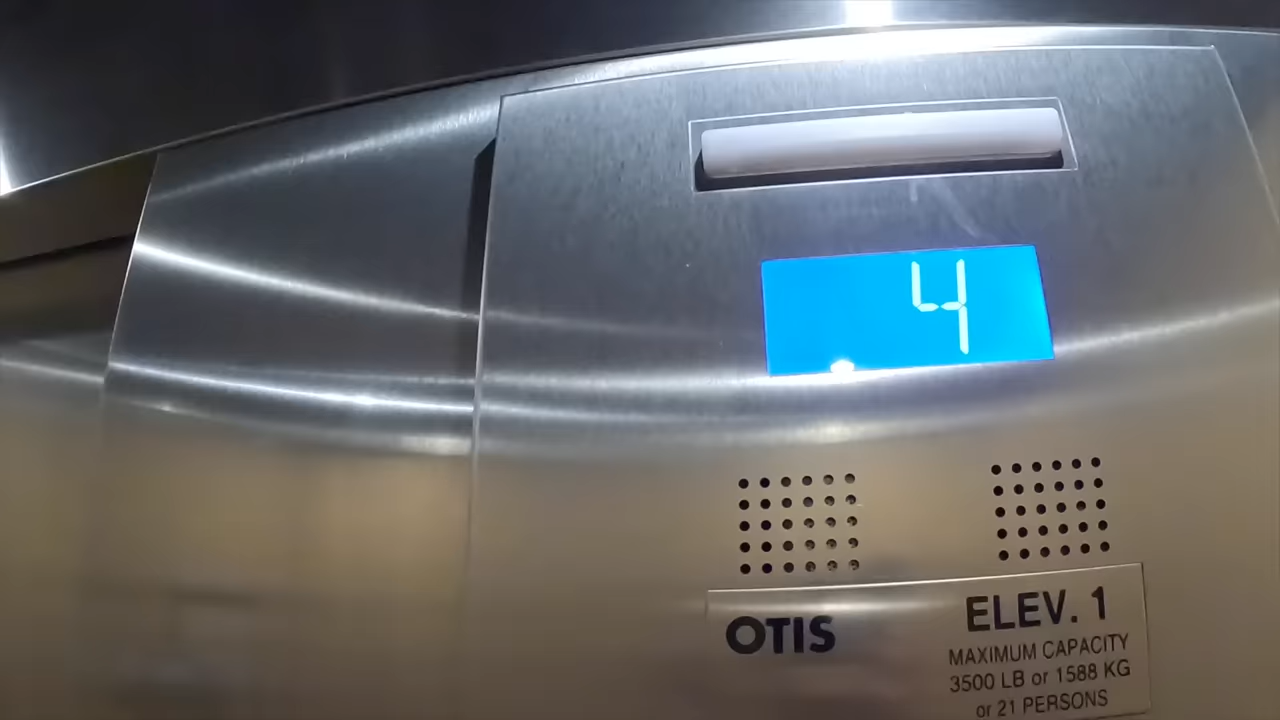 4
OTIS
ELEV. 1
MAXIMUM CAPACITY
3500 LB or 1588 KG
or 21 PERSONS